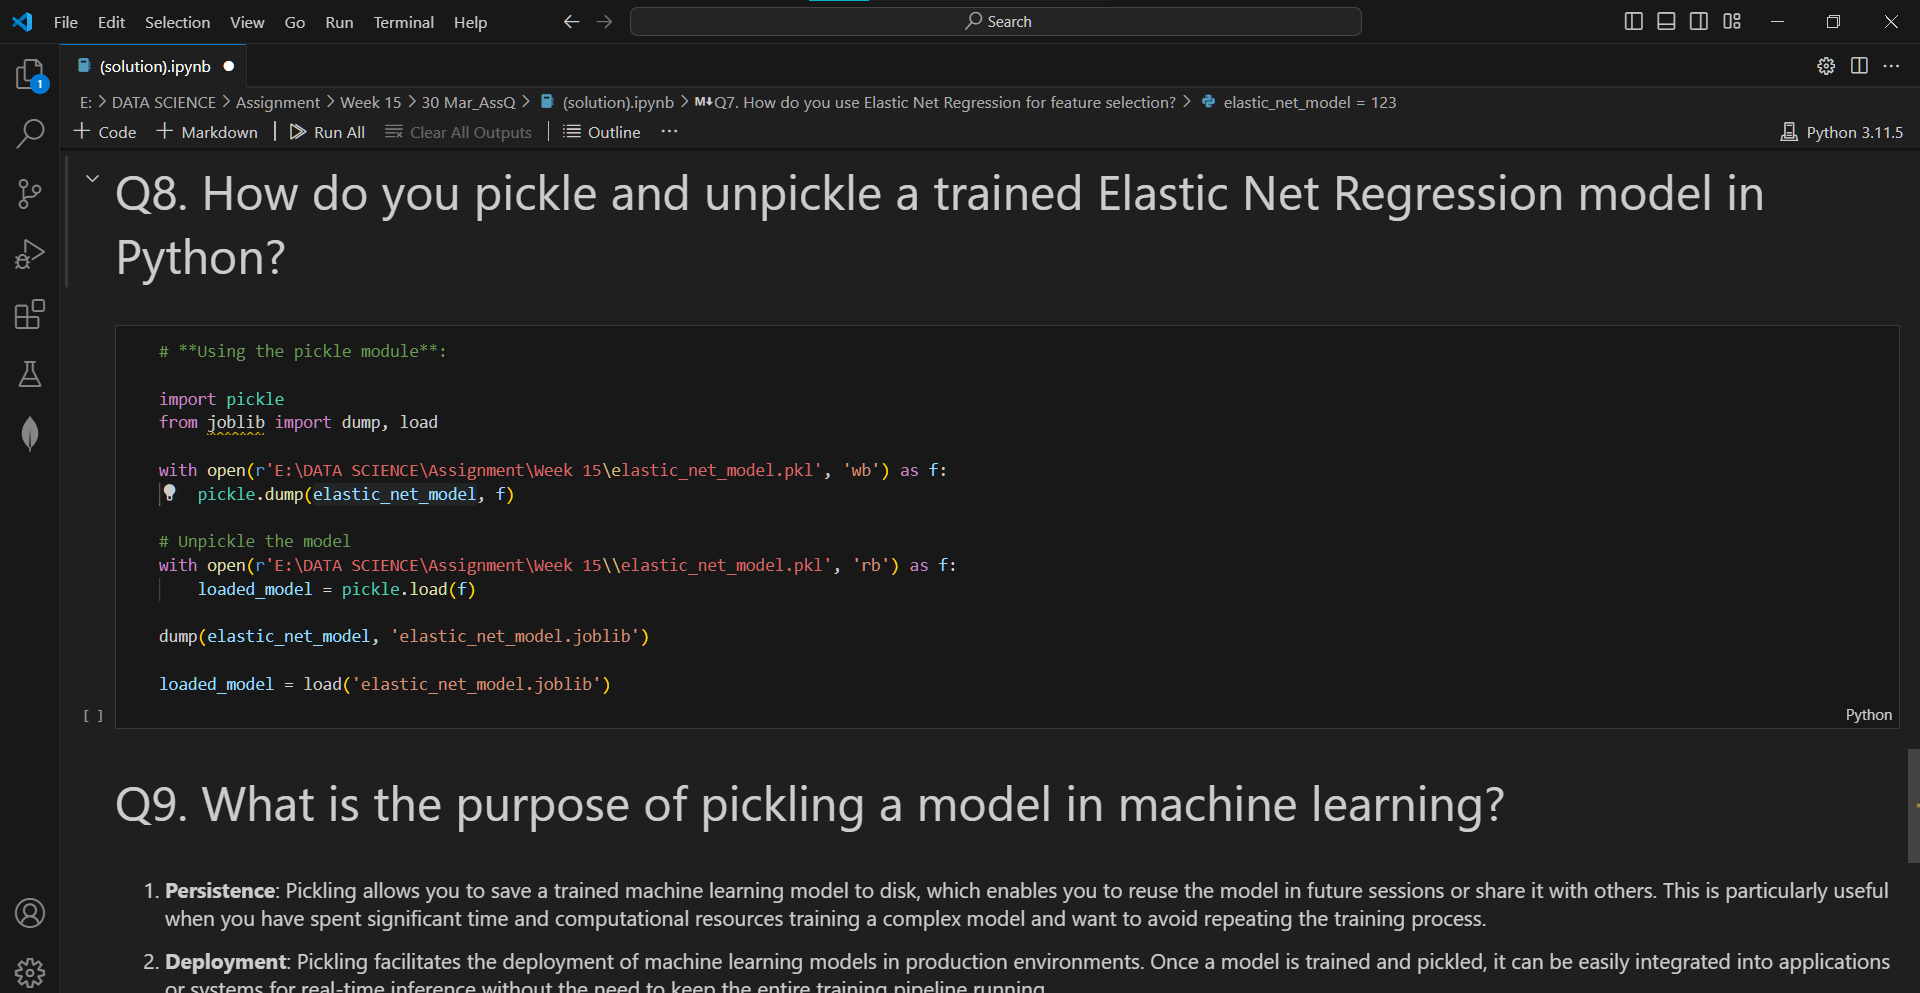 File Edit Selection View Go Run Terminal Help
Search
1
(solution).ipynb
E: > DATA SCIENCE > Assignment > Week 15 > 30 Mar_AssQ > (solution).ipynb > M↓Q7. How do you use Elastic Net Regression for feature selection? > elastic_net_model = 123
+ Code + Markdown | Run All Clear All Outputs | Outline ...
Python 3.11.5
Q8. How do you pickle and unpickle a trained Elastic Net Regression model in
Python?
# **Using the pickle module**:
import pickle
from joblib import dump, load
with open(r'E:\DATA SCIENCE\Assignment\Week 15\elastic_net_model.pkl', 'wb') as f:
pickle.dump(elastic_net_model, f)
# Unpickle the model
with open(r'E:\DATA SCIENCE\Assignment\Week 15\\elastic_net_model.pkl', 'rb') as f:
loaded_model = pickle.load(f)
dump(elastic_net_model, 'elastic_net_model.joblib')
loaded_model = load('elastic_net_model.joblib')
[ ]
Python
Q9. What is the purpose of pickling a model in machine learning?
1. Persistence: Pickling allows you to save a trained machine learning model to disk, which enables you to reuse the model in future sessions or share it with others. This is particularly useful
when you have spent significant time and computational resources training a complex model and want to avoid repeating the training process.
2. Deployment: Pickling facilitates the deployment of machine learning models in production environments. Once a model is trained and pickled, it can be easily integrated into applications
or systems for real-time inference without the need to keep the entire training pipeline running.